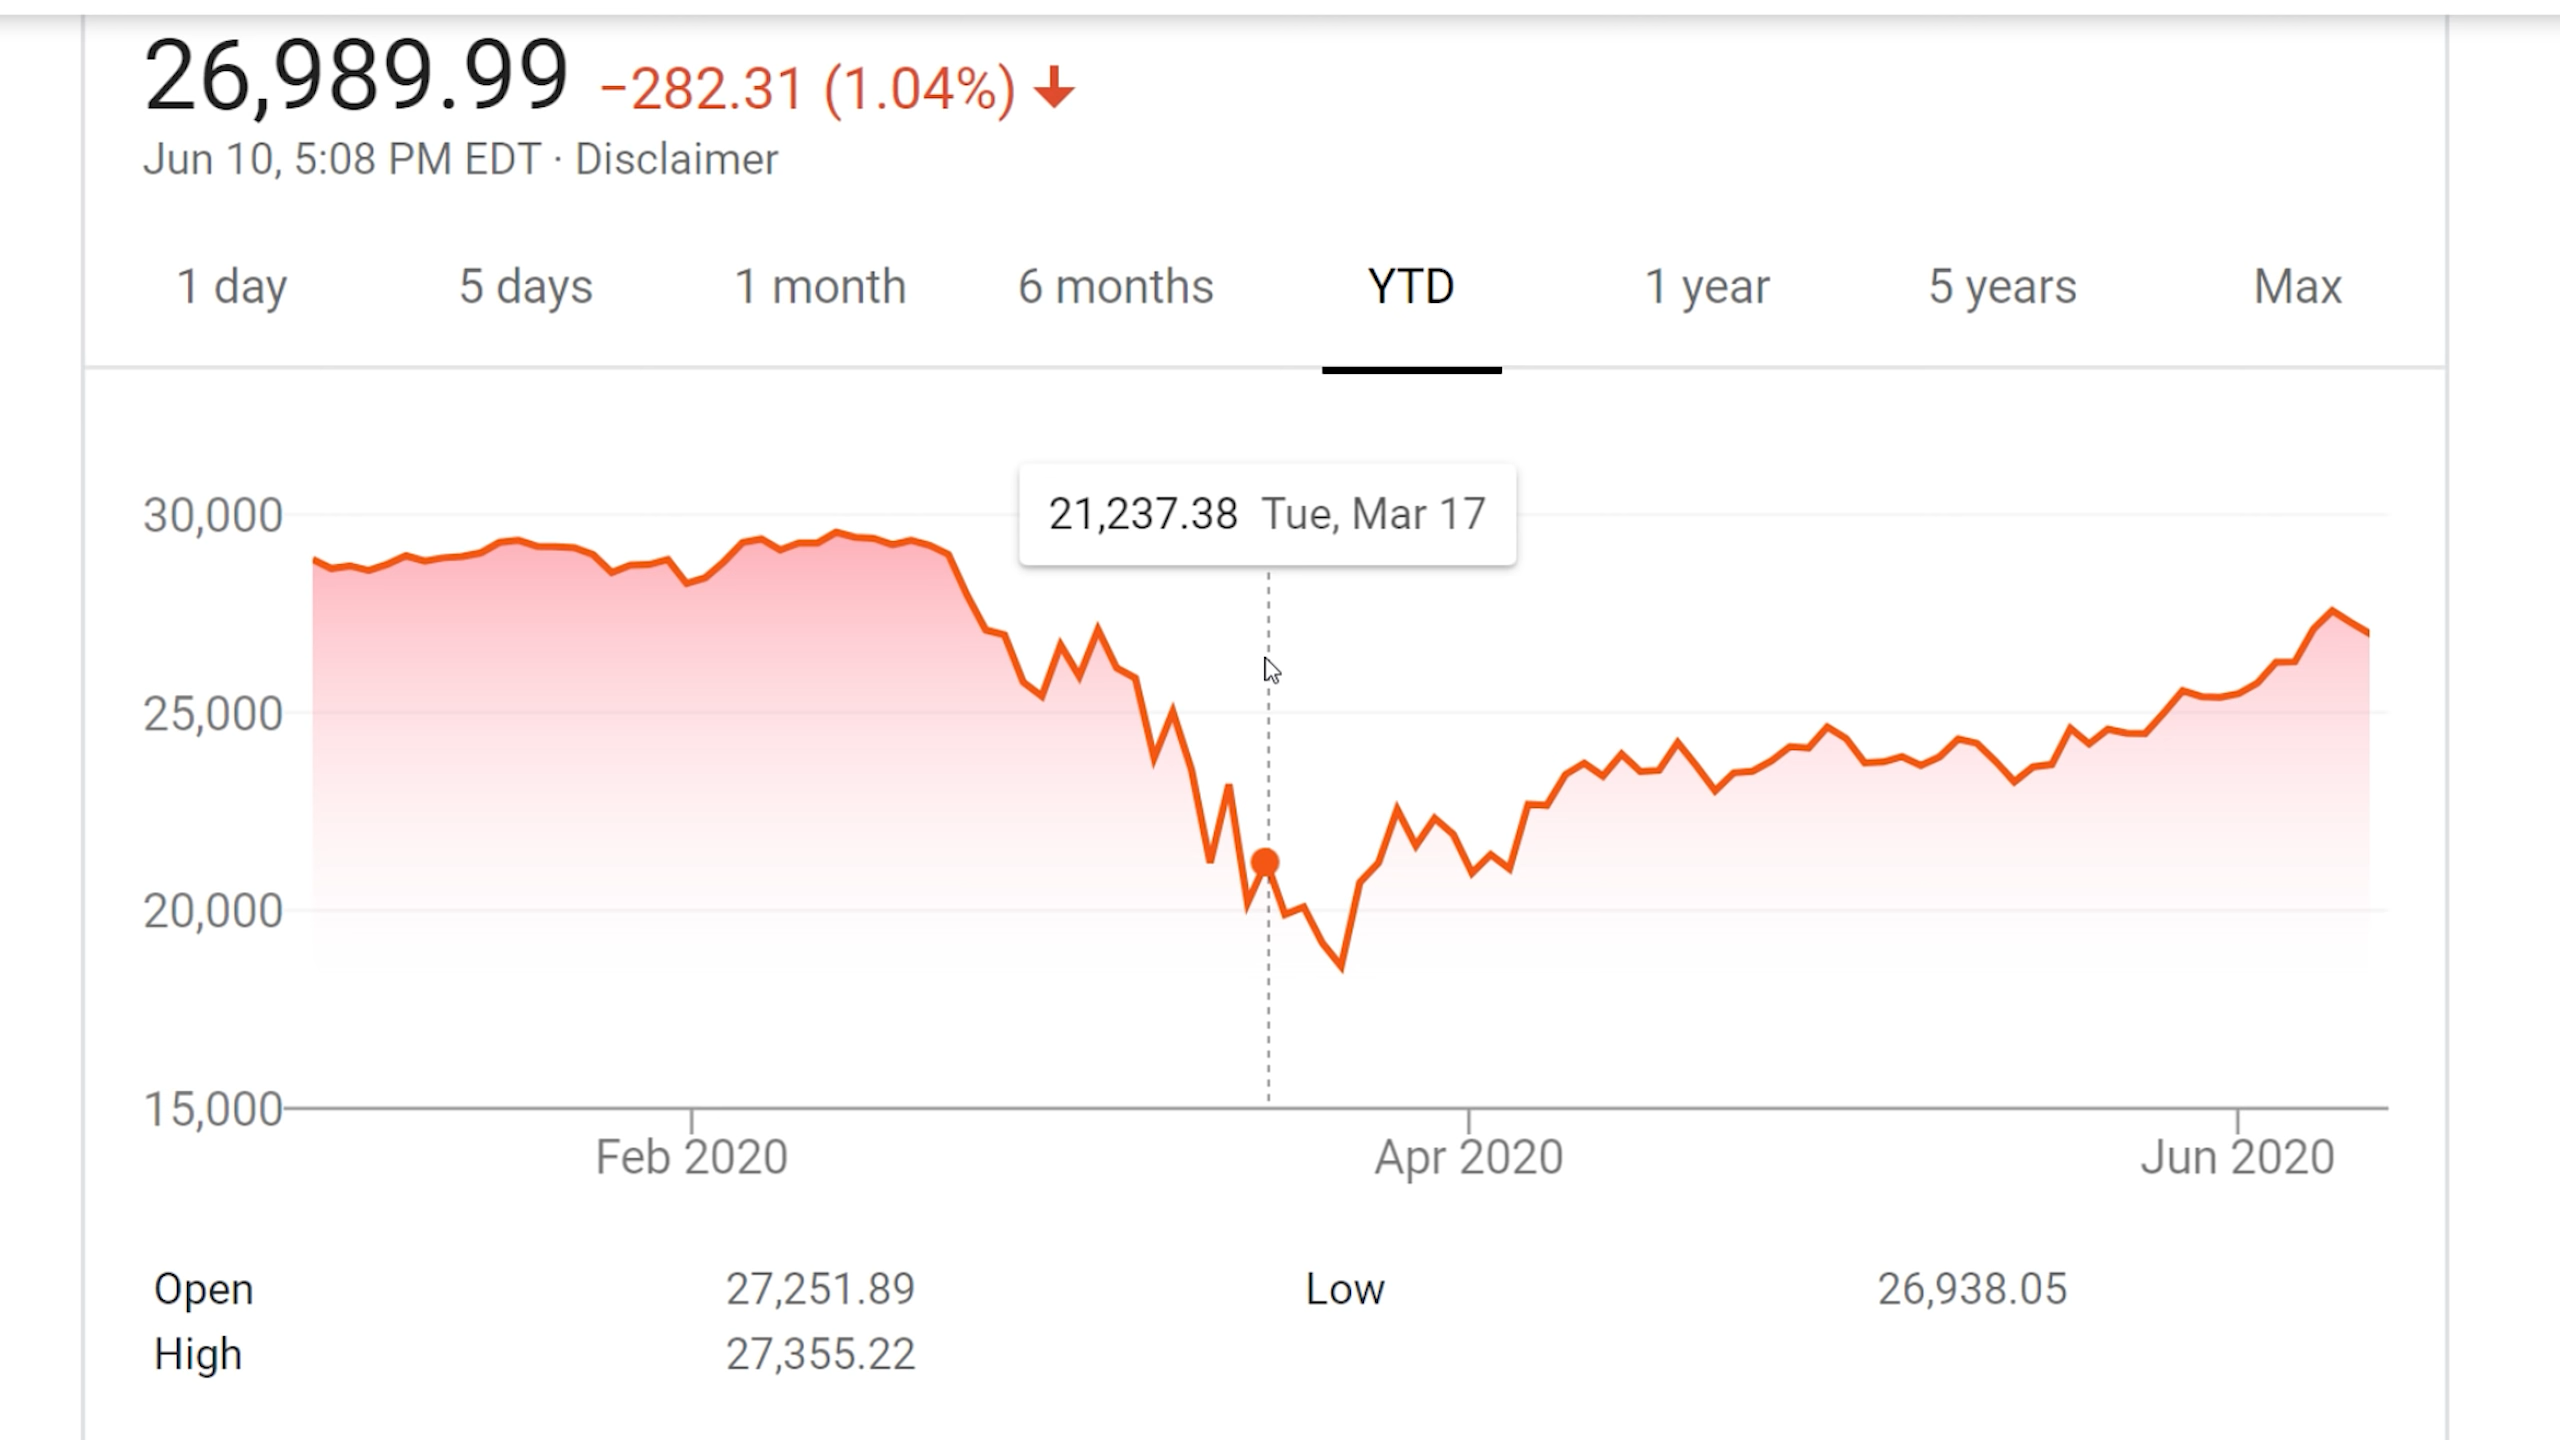 26,989.99 −282.31 (1.04%)
Jun 10, 5:08 PM EDT · Disclaimer
1 day 5 days 1 month 6 months YTD 1 year 5 years Max
21,237.38 Tue, Mar 17
30,000
25,000
20,000
15,000
Feb 2020 Apr 2020 Jun 2020
Open 27,251.89 Low 26,938.05
High 27,355.22